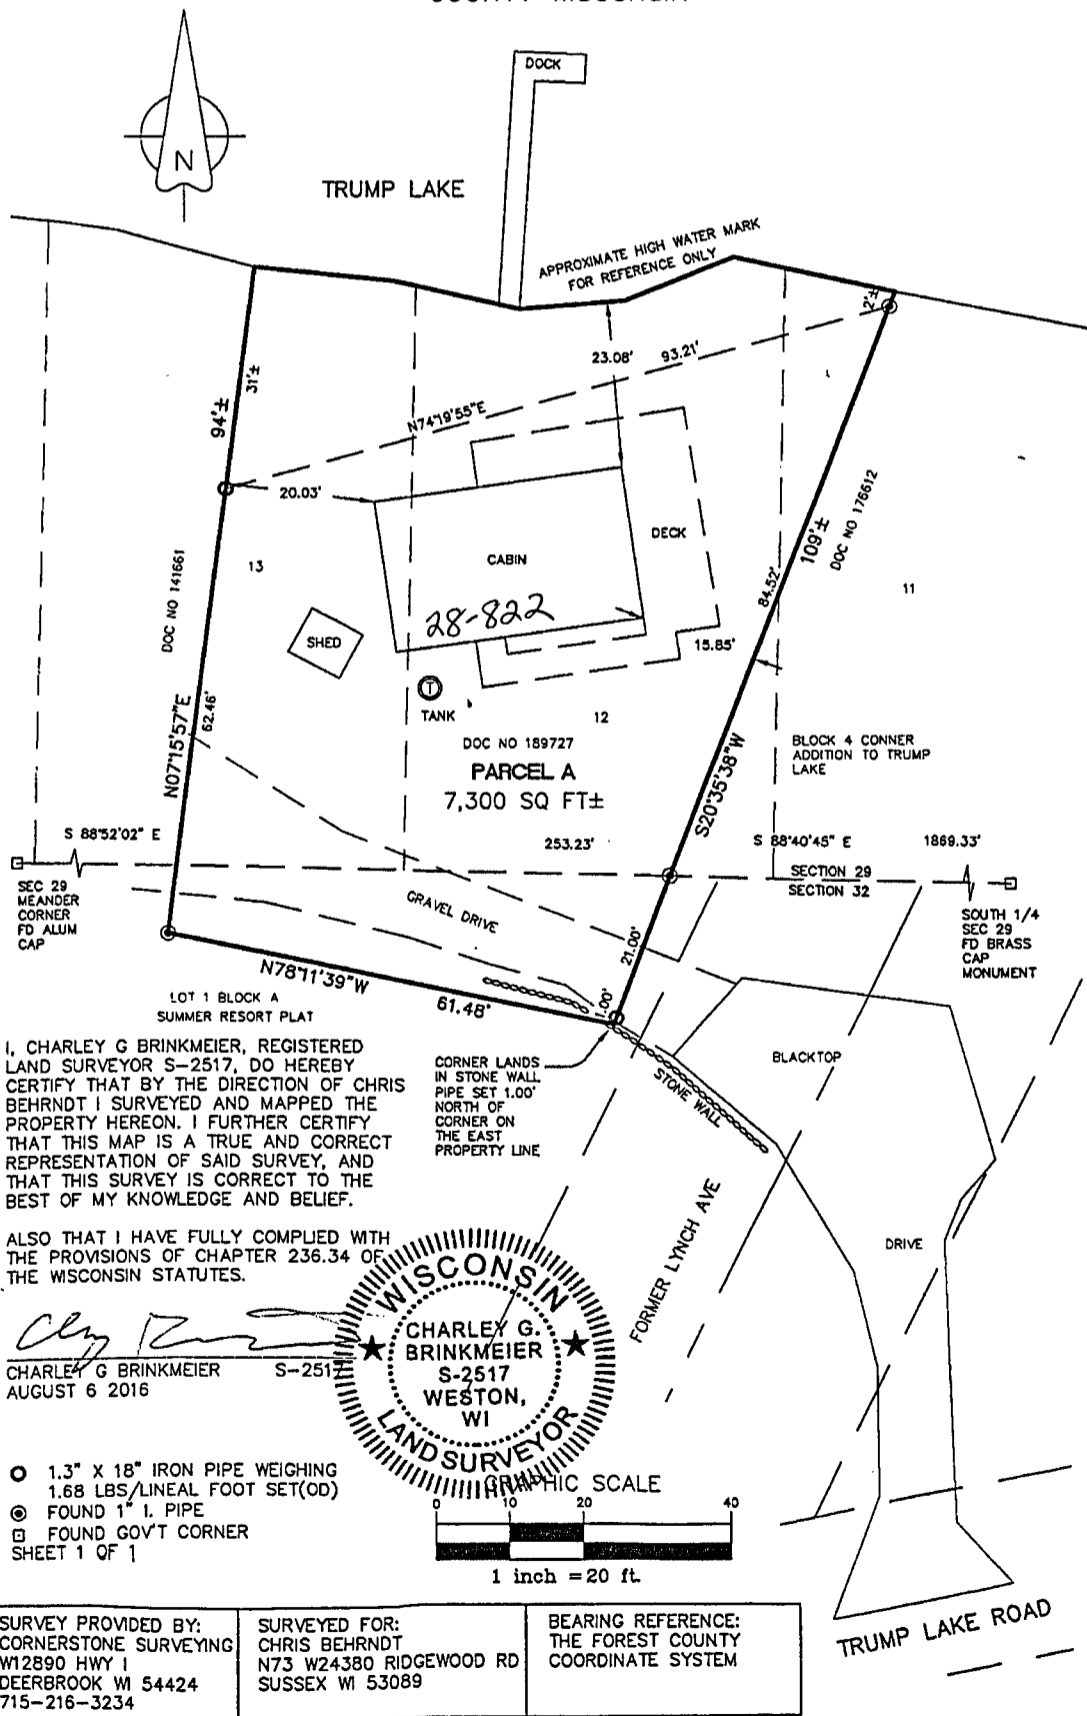 DOCK
N
TRUMP LAKE
APPROXIMATE HIGH WATER MARK
FOR REFERENCE ONLY
2'±
23.08'
93.21'
31'±
94'±
N74°19'55"E
20.03'
DOC NO 176612
109'±
DECK
CABIN
DOC NO 141661
13
84.52'
11
28-822
SHED
15.85'
T
TANK
12
62.46'
N07°15'57"E
DOC NO 189727
PARCEL A
7,300 SQ FT±
BLOCK 4 CONNER
ADDITION TO TRUMP
LAKE
S20°35'38"W
S 88°52'02" E
253.23'
S 88°40'45" E
1869.33'
SECTION 29
SECTION 32
SEC 29
MEANDER
CORNER
FD ALUM
CAP
GRAVEL DRIVE
SOUTH 1/4
SEC 29
FD BRASS
CAP
MONUMENT
21.00'
N78°11'39"W
61.48'
1.00'
LOT 1 BLOCK A
SUMMER RESORT PLAT
I, CHARLEY G BRINKMEIER, REGISTERED
LAND SURVEYOR S-2517, DO HEREBY
CERTIFY THAT BY THE DIRECTION OF CHRIS
BEHRNDT I SURVEYED AND MAPPED THE
PROPERTY HEREON. I FURTHER CERTIFY
THAT THIS MAP IS A TRUE AND CORRECT
REPRESENTATION OF SAID SURVEY, AND
THAT THIS SURVEY IS CORRECT TO THE
BEST OF MY KNOWLEDGE AND BELIEF.
CORNER LANDS
IN STONE WALL
PIPE SET 1.00'
NORTH OF
CORNER ON
THE EAST
PROPERTY LINE
STONE WALL
BLACKTOP
ALSO THAT I HAVE FULLY COMPLIED WITH
THE PROVISIONS OF CHAPTER 236.34 OF
THE WISCONSIN STATUTES.
FORMER LYNCH AVE
DRIVE
WISCONSIN
CHARLEY G.
BRINKMEIER
S-2517
WESTON,
WI
LAND SURVEYOR
CHARLEY G BRINKMEIER S-2517
AUGUST 6 2016
1.3" X 18" IRON PIPE WEIGHING
1.68 LBS/LINEAL FOOT SET(OD)
FOUND 1" I. PIPE
FOUND GOV'T CORNER
SHEET 1 OF 1
GRAPHIC SCALE
0 10 20 40
1 inch = 20 ft.
TRUMP LAKE ROAD
SURVEY PROVIDED BY:
CORNERSTONE SURVEYING
W12890 HWY I
DEERBROOK WI 54424
715-216-3234
SURVEYED FOR:
CHRIS BEHRNDT
N73 W24380 RIDGEWOOD RD
SUSSEX WI 53089
BEARING REFERENCE:
THE FOREST COUNTY
COORDINATE SYSTEM